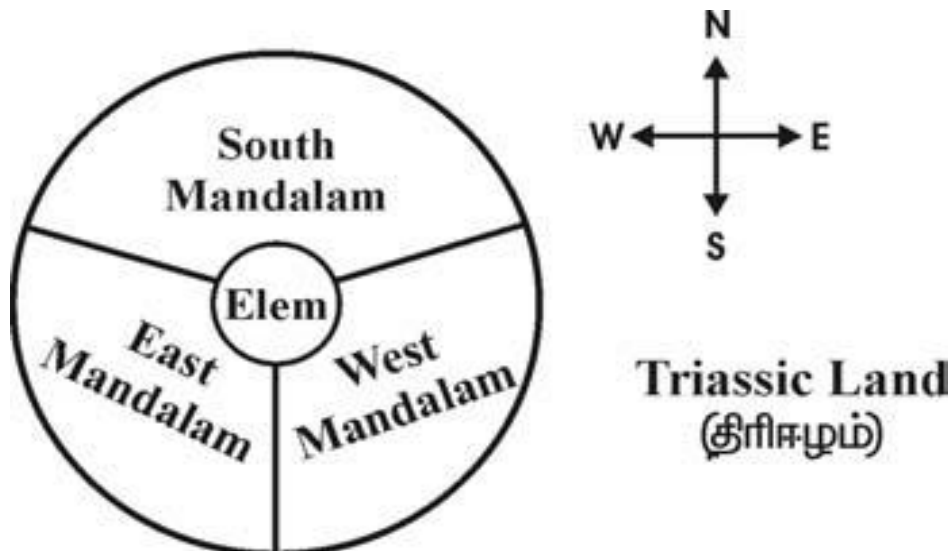 N
W E
S
South
Mandalam
Elem
East
Mandalam
West
Mandalam
Triassic Land
(திரிஈழம்)